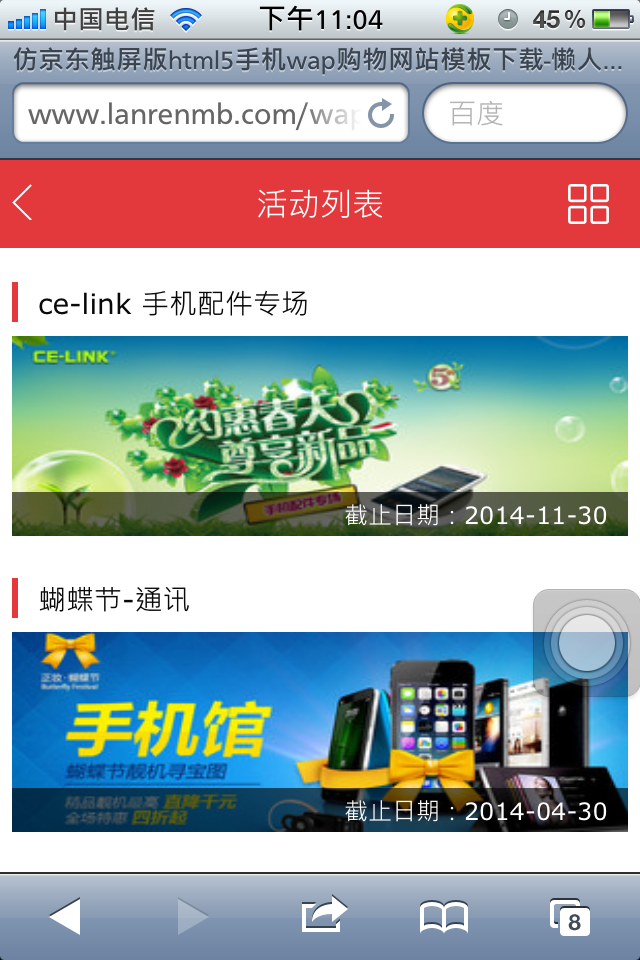 中国电信 下午11:04 45%
仿京东触屏版html5手机wap购物网站模板下载-懒人...
www.lanrenmb.com/wap
百度
活动列表
ce-link 手机配件专场
CE-LINK
5
约惠春天
尊享新品
手机配件专场
截止日期：2014-11-30
蝴蝶节-通讯
正妆·蝴蝶节
Butterfly Festival
手机馆
蝴蝶节靓机寻宝图
精品靓机最高 直降千元
全场特惠 四折起
截止日期：2014-04-30
8